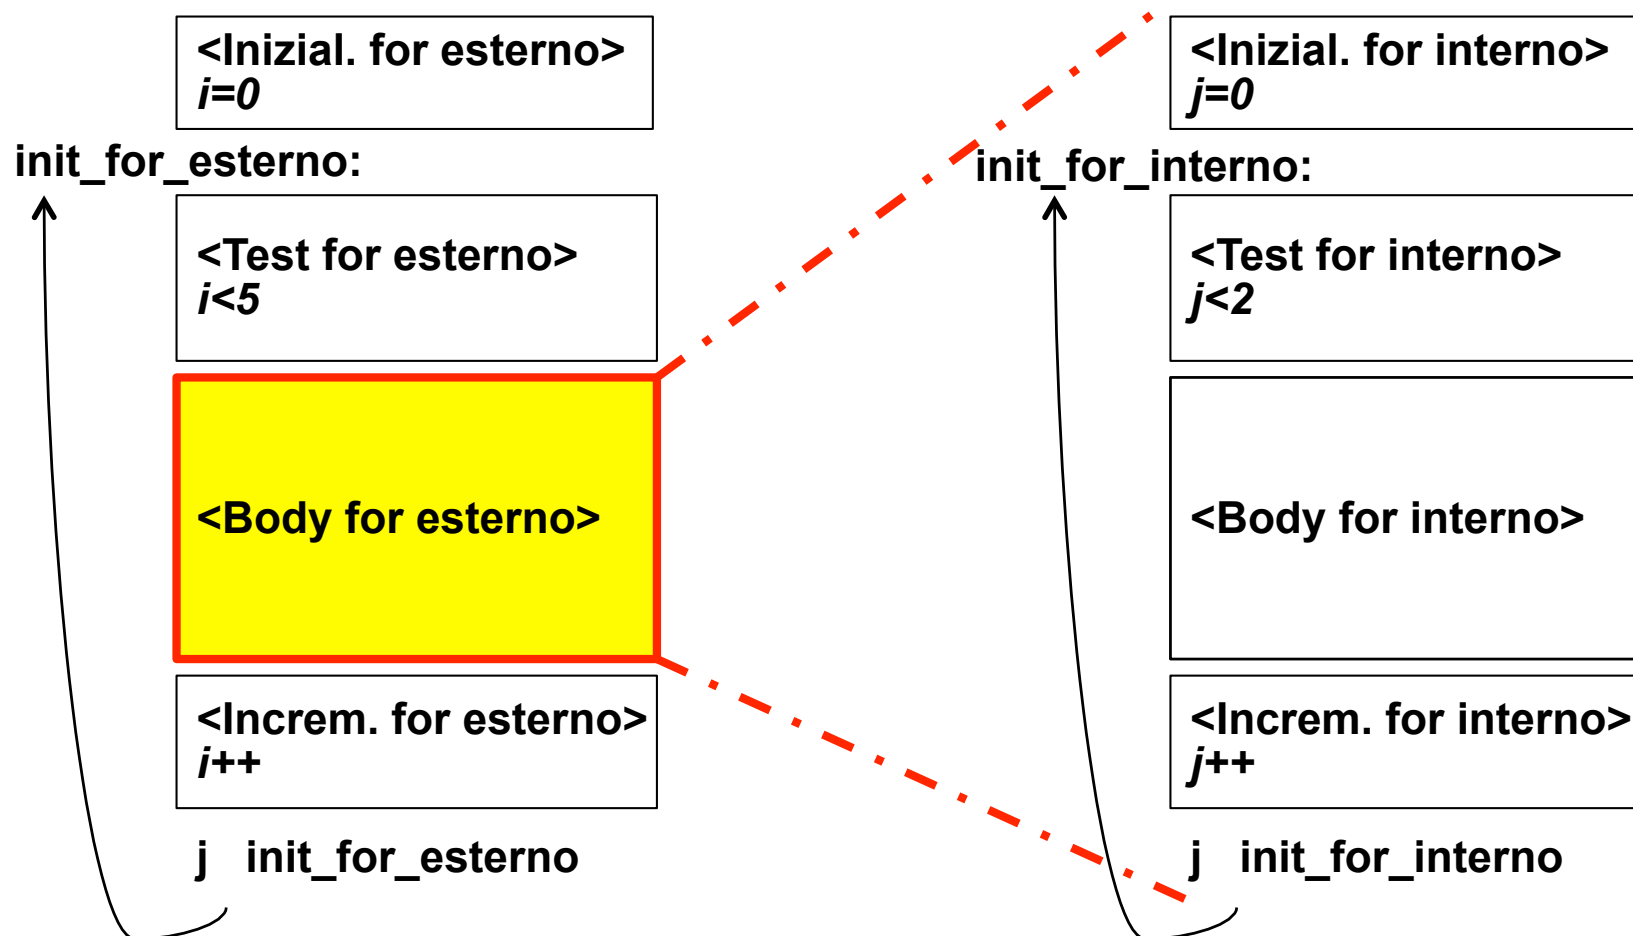 <Inizial. for esterno>
i=0
init_for_esterno:
<Test for esterno>
i<5
<Body for esterno>
<Increm. for esterno>
i++
j init_for_esterno
<Inizial. for interno>
j=0
init_for_interno:
<Test for interno>
j<2
<Body for interno>
<Increm. for interno>
j++
j init_for_interno